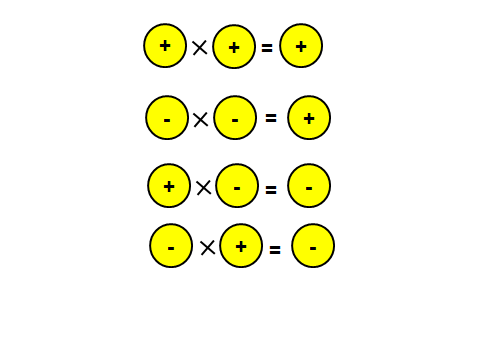 + × + = +
- × - = +
+ × - = -
- × + = -